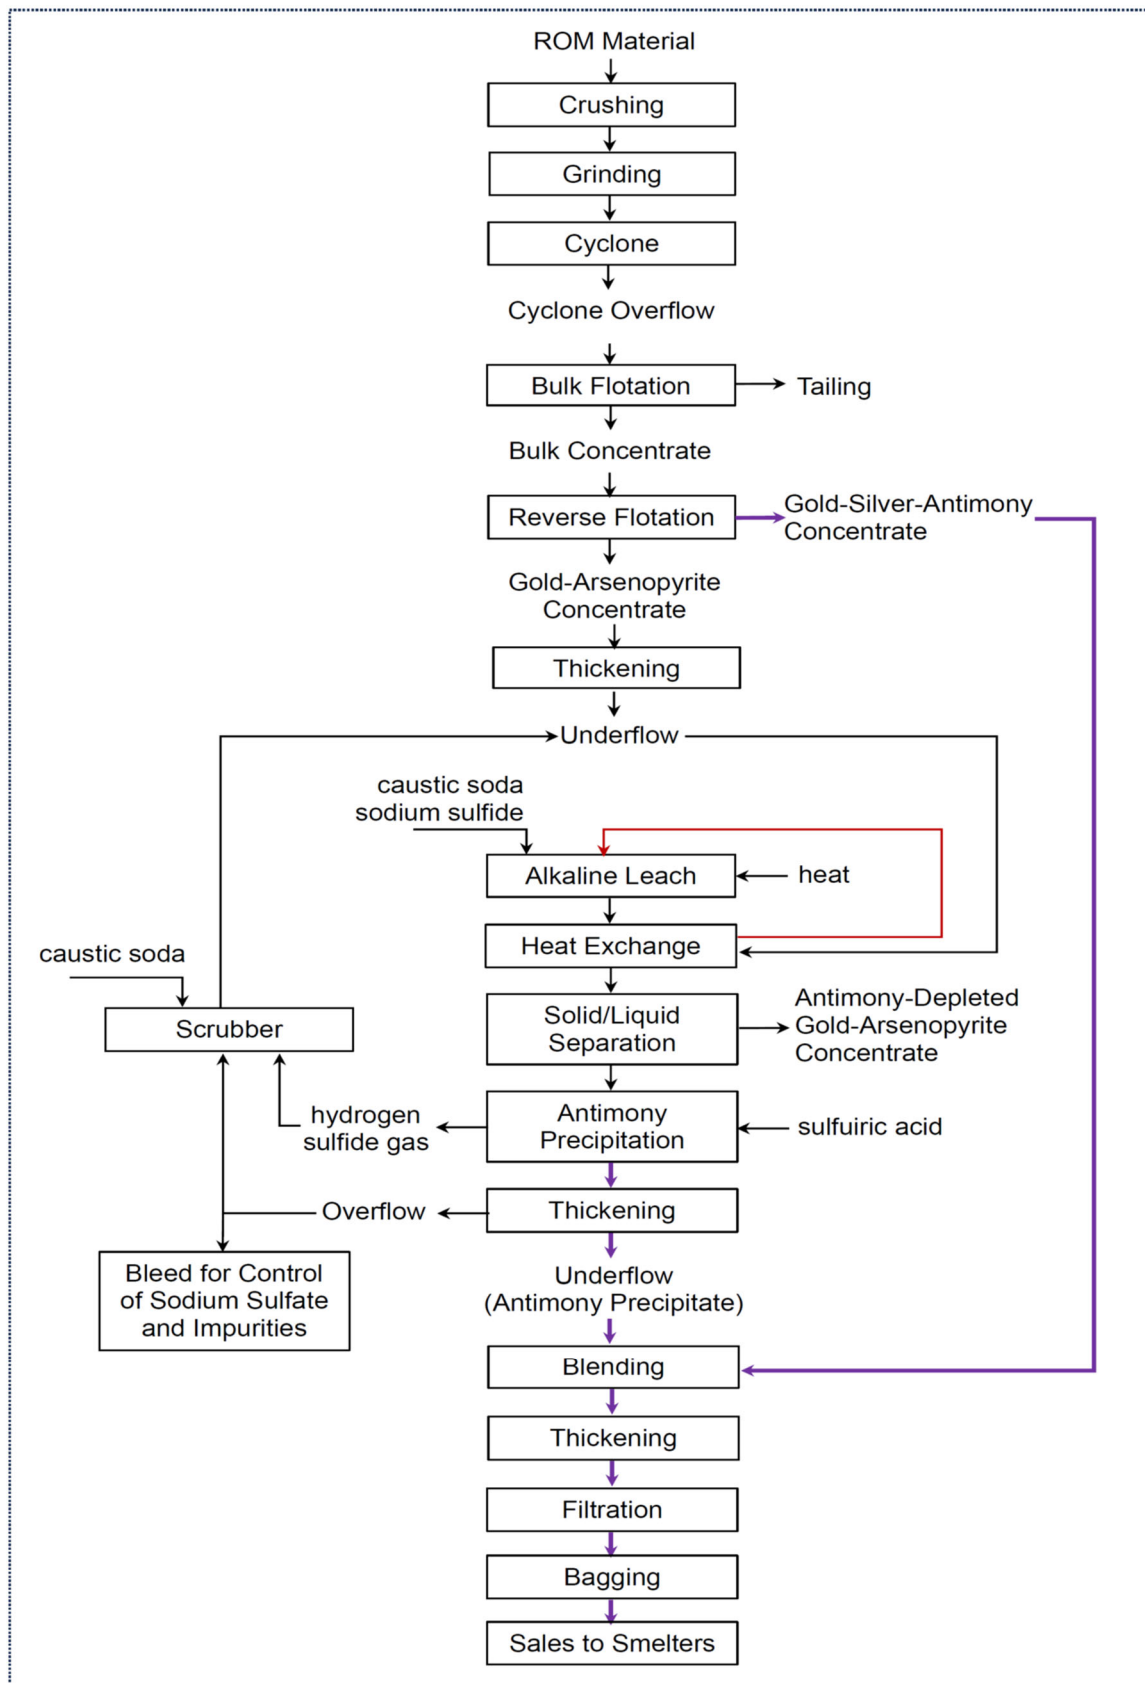 ROM Material
Crushing
Grinding
Cyclone
Cyclone Overflow
Bulk Flotation
Tailing
Bulk Concentrate
Reverse Flotation
Gold-Silver-Antimony
Concentrate
Gold-Arsenopyrite
Concentrate
Thickening
Underflow
caustic soda
sodium sulfide
Alkaline Leach
heat
Heat Exchange
caustic soda
Scrubber
Solid/Liquid
Separation
Antimony-Depleted
Gold-Arsenopyrite
Concentrate
Antimony
Precipitation
hydrogen
sulfide gas
sulfuiric acid
Thickening
Overflow
Bleed for Control
of Sodium Sulfate
and Impurities
Underflow
(Antimony Precipitate)
Blending
Thickening
Filtration
Bagging
Sales to Smelters